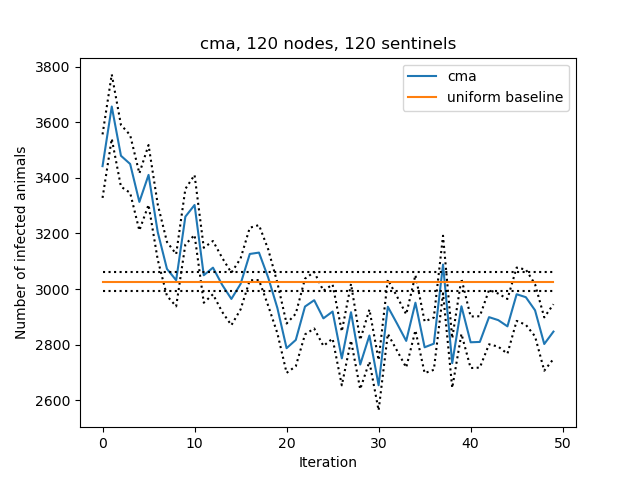 cma, 120 nodes, 120 sentinels
cma
uniform baseline
Number of infected animals
3800
3600
3400
3200
3000
2800
2600
0 10 20 30 40 50
Iteration